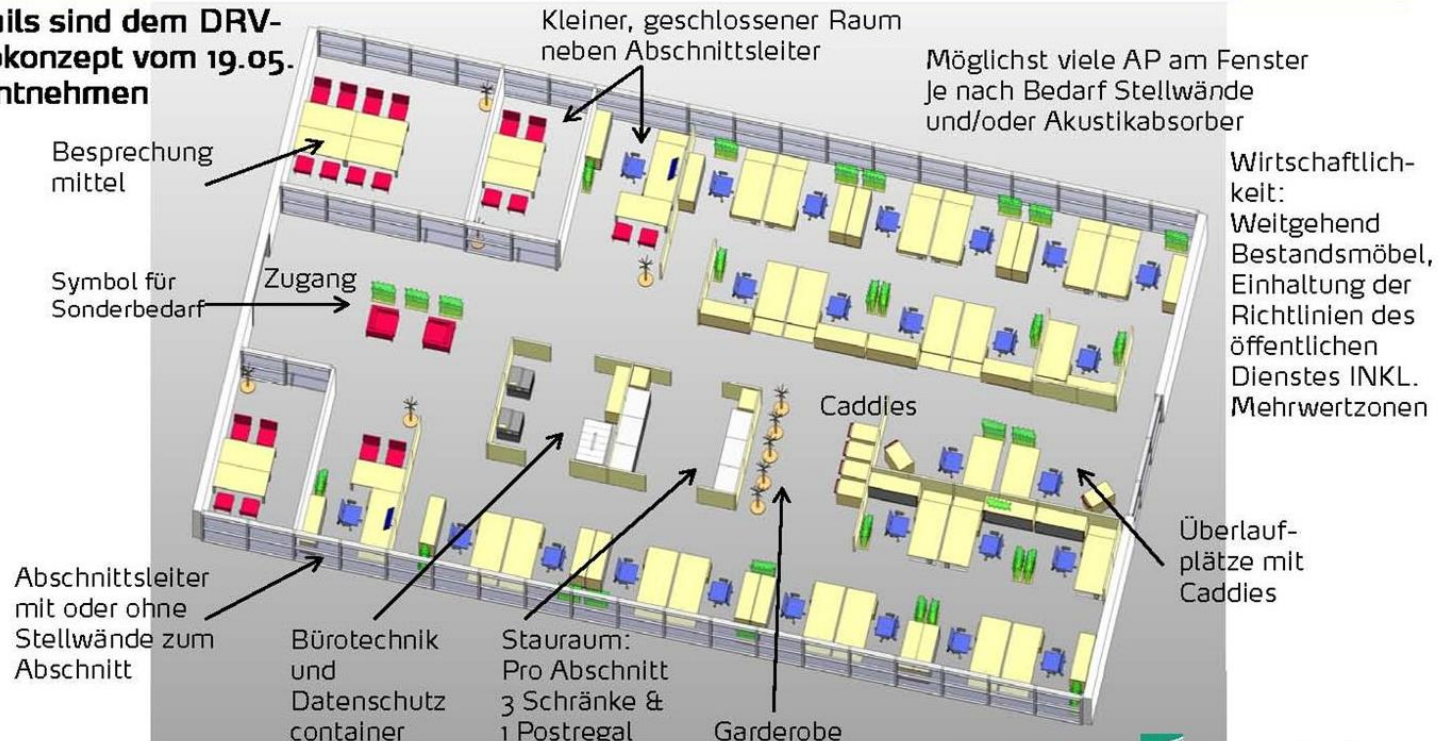 ils sind dem DRV-
okonzept vom 19.05.
ntnehmen
Kleiner, geschlossener Raum
neben Abschnittsleiter
Möglichst viele AP am Fenster
Je nach Bedarf Stellwände
und/oder Akustikabsorber
Besprechung
mittel
Wirtschaftlich-
keit:
Weitgehend
Bestandsmöbel,
Einhaltung der
Richtlinien des
öffentlichen
Dienstes INKL.
Mehrwertzonen
Symbol für
Sonderbedarf
Zugang
Caddies
Überlauf-
plätze mit
Caddies
Abschnittsleiter
mit oder ohne
Stellwände zum
Abschnitt
Bürotechnik
und
Datenschutz
container
Stauraum:
Pro Abschnitt
3 Schränke &
1 Postregal
Garderobe